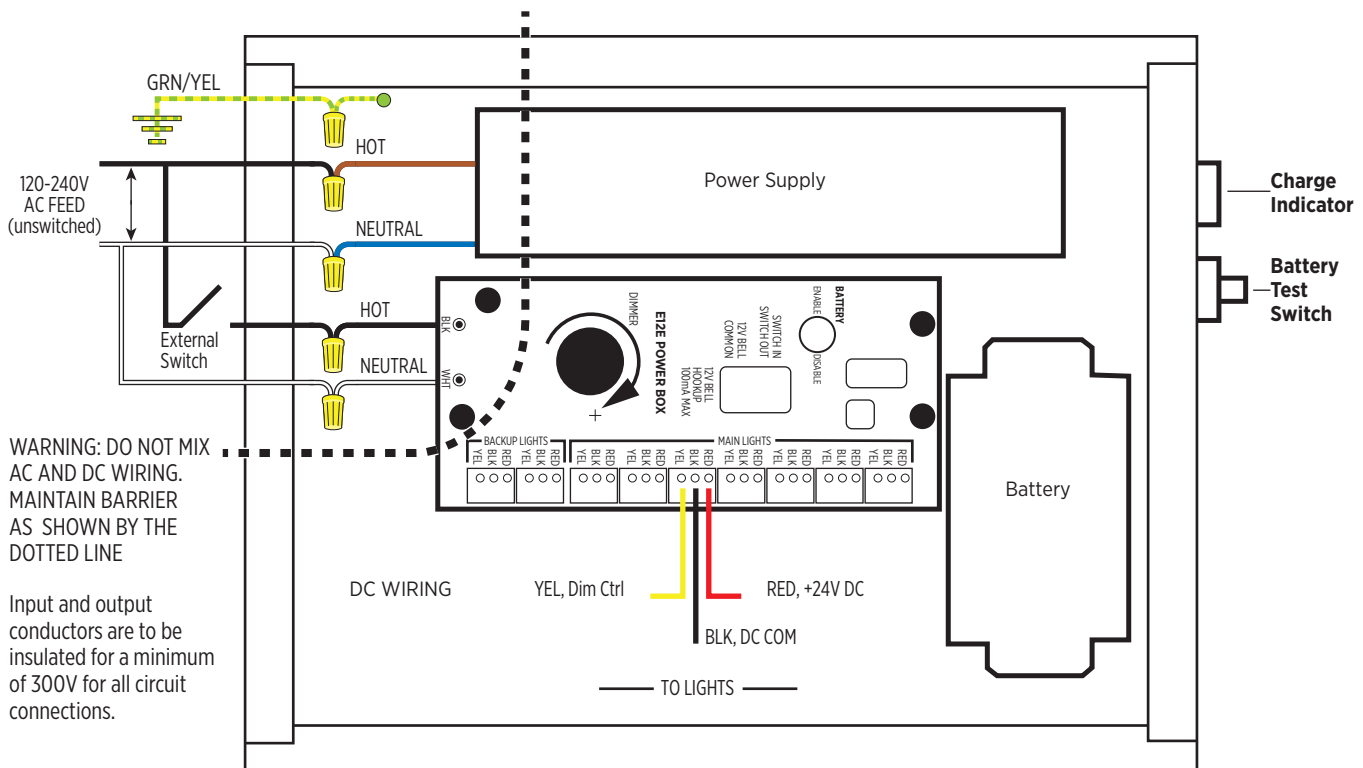 GRN/YEL
HOT
120-240V
AC FEED
(unswitched)
NEUTRAL
Power Supply
Charge
Indicator
Battery
Test
Switch
External
Switch
HOT
NEUTRAL
BLK
WHT
DIMMER
+
E12E POWER BOX
12V BELL
HOOKUP
100mA MAX
SWITCH IN
SWITCH OUT
12V BELL
COMMON
BATTERY
ENABLE
DISABLE
BACKUP LIGHTS
MAIN LIGHTS
YEL BLK RED YEL BLK RED YEL BLK RED YEL BLK RED YEL BLK RED YEL BLK RED YEL BLK RED YEL BLK RED YEL BLK RED
Battery
WARNING: DO NOT MIX
AC AND DC WIRING.
MAINTAIN BARRIER
AS SHOWN BY THE
DOTTED LINE
Input and output
conductors are to be
insulated for a minimum
of 300V for all circuit
connections.
DC WIRING
YEL, Dim Ctrl
RED, +24V DC
BLK, DC COM
TO LIGHTS